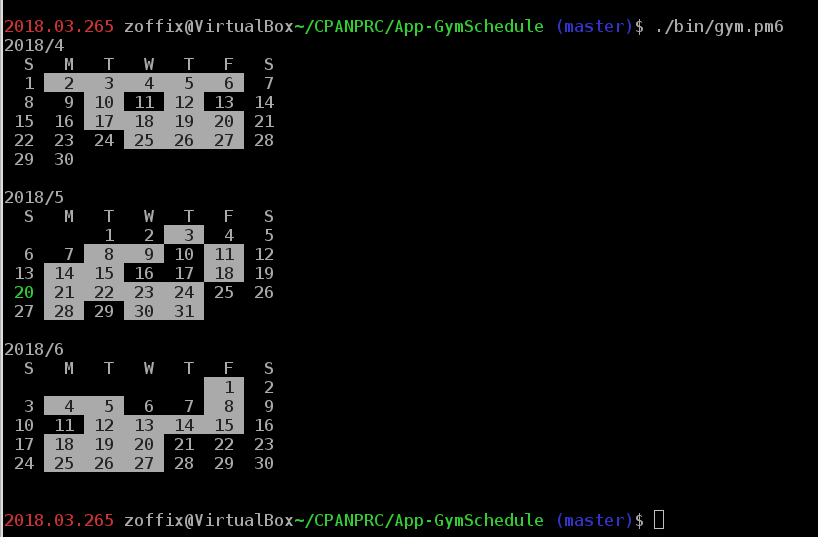 2018.03.265 zoffix@VirtualBox~/CPANPRC/App-GymSchedule (master)$ ./bin/gym.pm6
2018/4
  S   M   T   W   T   F   S
  1   2   3   4   5   6   7
  8   9  10  11  12  13  14
 15  16  17  18  19  20  21
 22  23  24  25  26  27  28
 29  30

2018/5
  S   M   T   W   T   F   S
          1   2   3   4   5
  6   7   8   9  10  11  12
 13  14  15  16  17  18  19
 20  21  22  23  24  25  26
 27  28  29  30  31

2018/6
  S   M   T   W   T   F   S
                      1   2
  3   4   5   6   7   8   9
 10  11  12  13  14  15  16
 17  18  19  20  21  22  23
 24  25  26  27  28  29  30

2018.03.265 zoffix@VirtualBox~/CPANPRC/App-GymSchedule (master)$